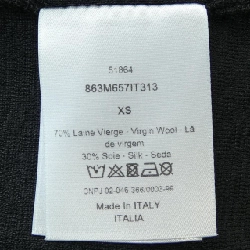 51864
863M657IT313
XS
70% Laine Vierge - Virgin Wool - Lã
de virgem
30% Soie - Silk - Seda
CNPJ
Made In ITALY
ITALIA